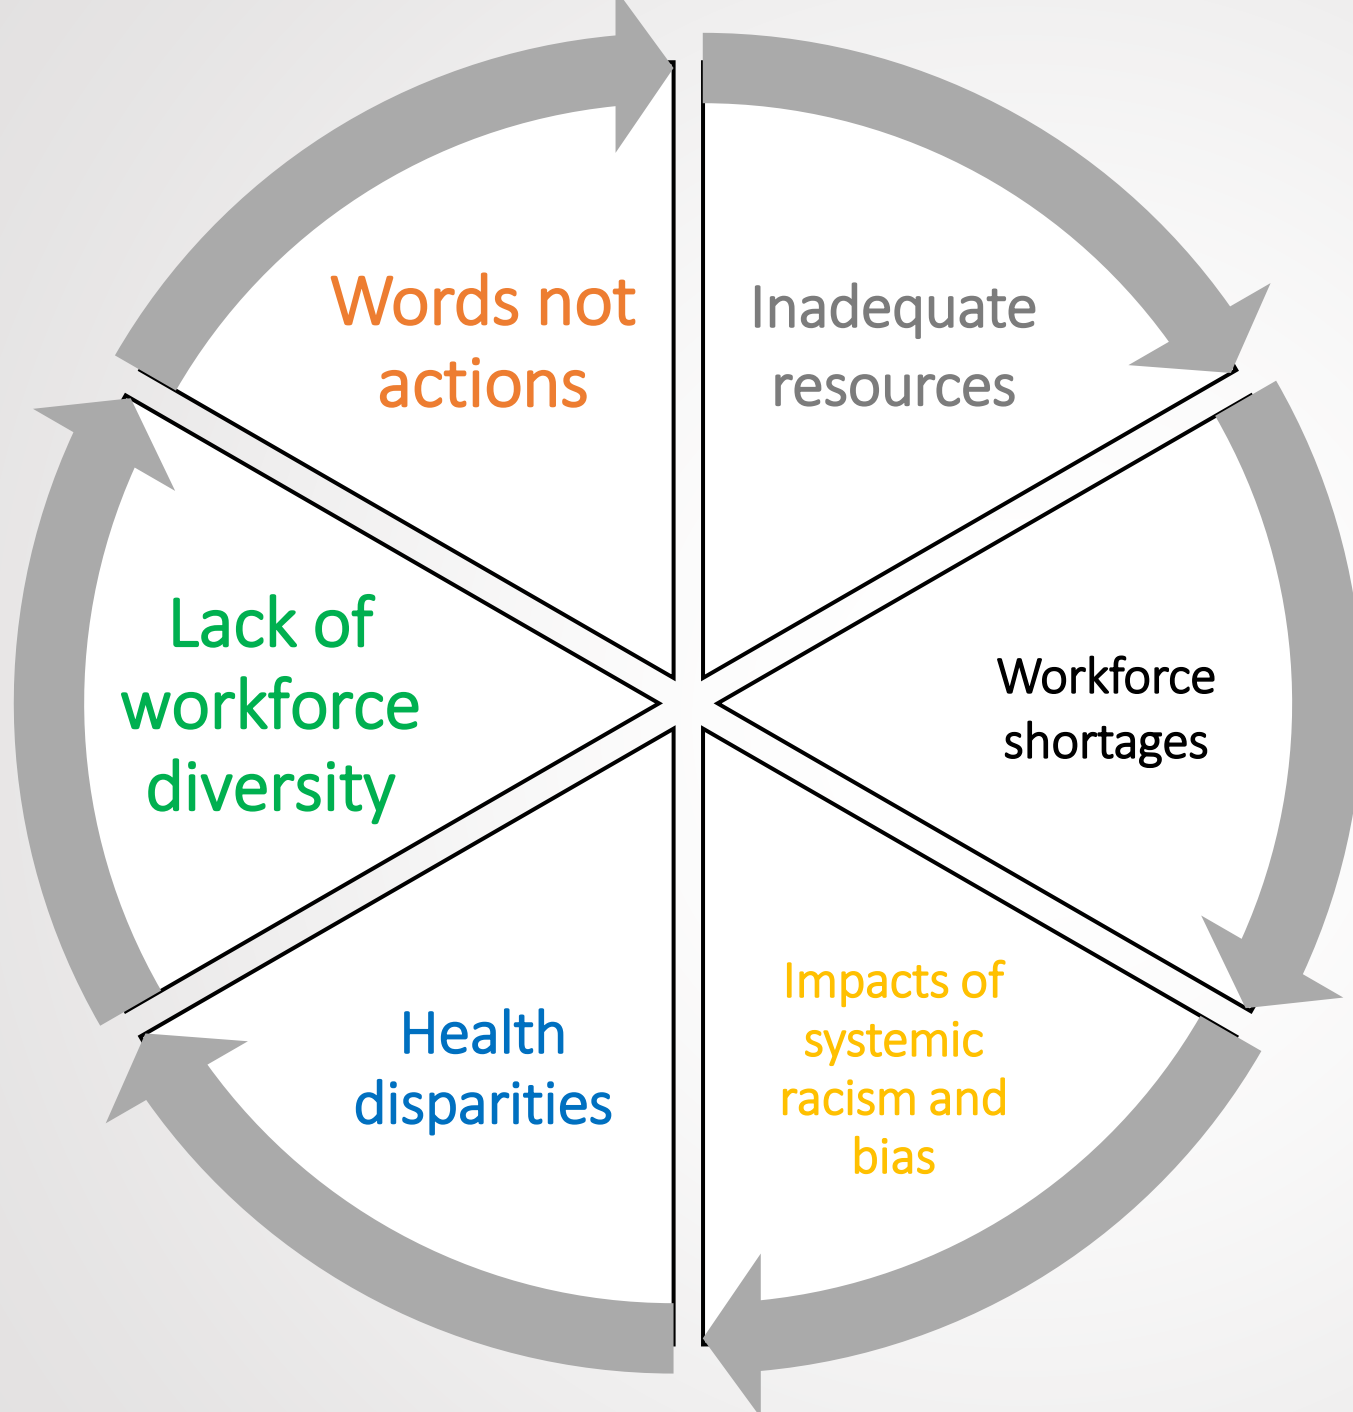 Words not
actions
Inadequate
resources
Workforce
shortages
Impacts of
systemic
racism and
bias
Health
disparities
Lack of
workforce
diversity